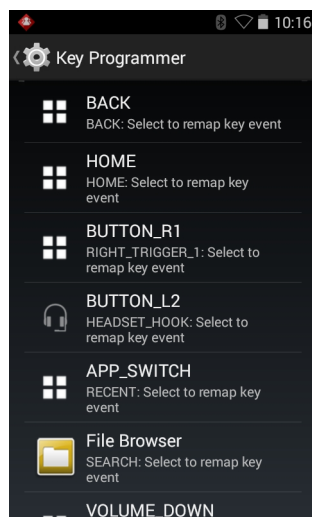 10:16
Key Programmer
BACK
BACK: Select to remap key event
HOME
HOME: Select to remap key
event
BUTTON_R1
RIGHT_TRIGGER_1: Select to
remap key event
BUTTON_L2
HEADSET_HOOK: Select to
remap key event
APP_SWITCH
RECENT: Select to remap key
event
File Browser
SEARCH: Select to remap key
event
VOLUME_DOWN